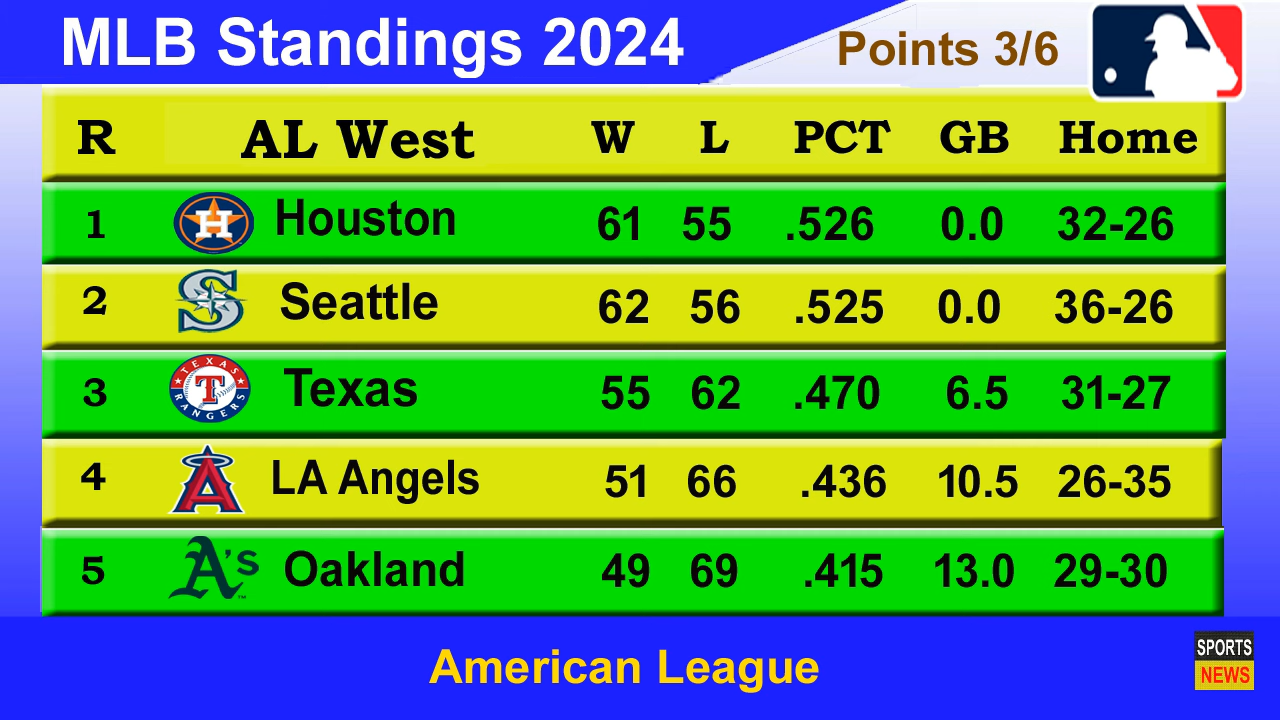 MLB Standings 2024 Points 3/6
R AL West W L PCT GB Home
1 H Houston 61 55 .526 0.0 32-26
2 S Seattle 62 56 .525 0.0 36-26
3 TEXAS T RANGERS Texas 55 62 .470 6.5 31-27
4 A LA Angels 51 66 .436 10.5 26-35
5 A's Oakland 49 69 .415 13.0 29-30
American League
SPORTS
NEWS